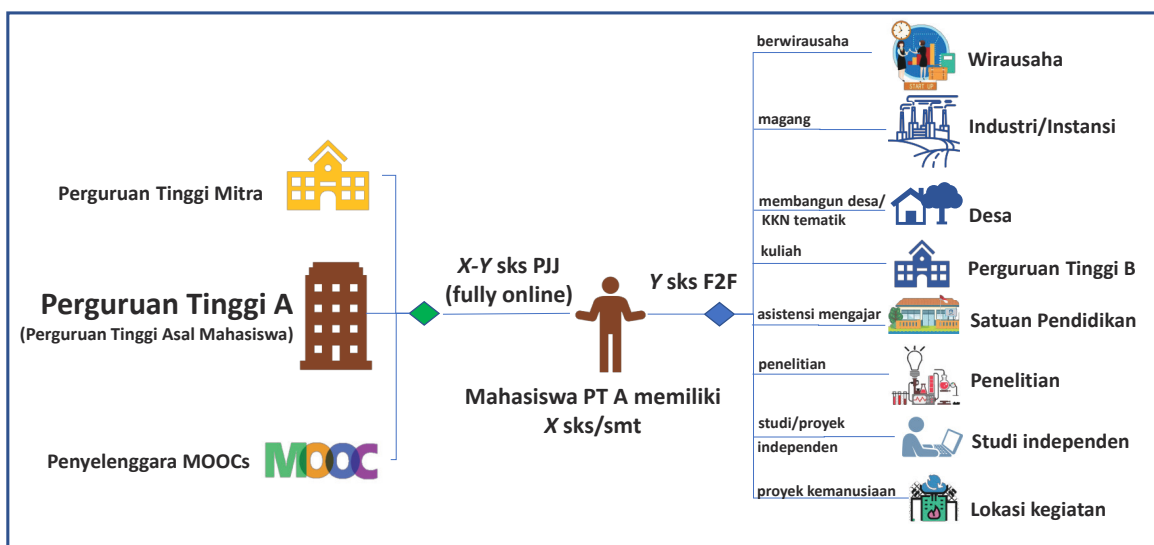 Perguruan Tinggi Mitra
Perguruan Tinggi A
(Perguruan Tinggi Asal Mahasiswa)
Penyelenggara MOOCs
MOOC
X-Y sks PJJ
(fully online)
Mahasiswa PT A memiliki
X sks/smt
Y sks F2F
berwirausaha
START UP
Wirausaha
magang
Industri/Instansi
membangun desa/
KKN tematik
Desa
kuliah
Perguruan Tinggi B
asistensi mengajar
Satuan Pendidikan
penelitian
Penelitian
studi/proyek
independen
Studi independen
proyek kemanusiaan
Lokasi kegiatan